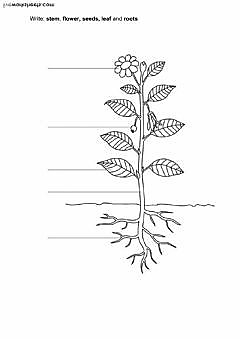 Write: stem, flower, seeds, leaf and roots